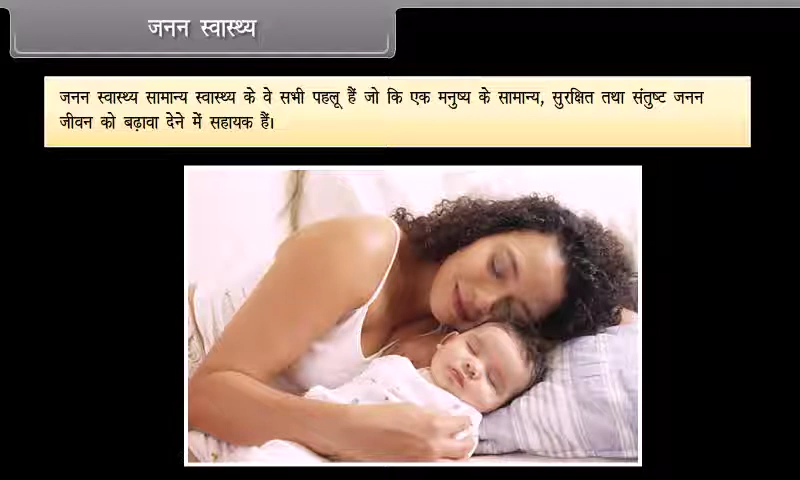 जनन स्वास्थ्य
जनन स्वास्थ्य सामान्य स्वास्थ्य के वे सभी पहलू हैं जो कि एक मनुष्य के सामान्य, सुरक्षित तथा संतुष्ट जनन
जीवन को बढ़ावा देने में सहायक हैं।